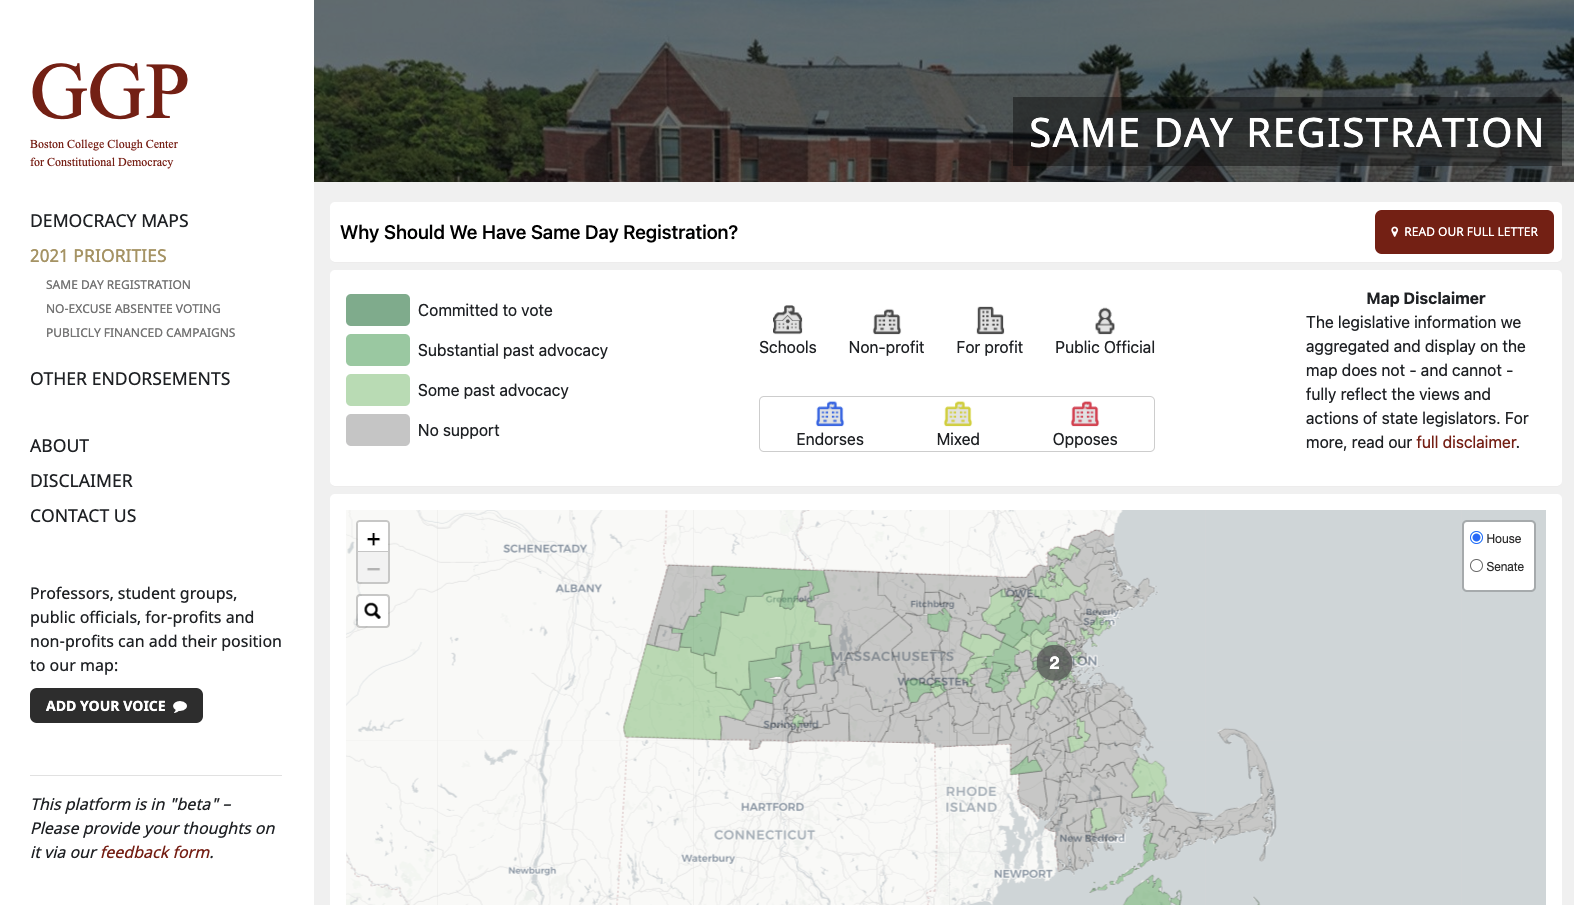 GGP
Boston College Clough Center
for Constitutional Democracy
DEMOCRACY MAPS
2021 PRIORITIES
SAME DAY REGISTRATION
NO-EXCUSE ABSENTEE VOTING
PUBLICLY FINANCED CAMPAIGNS
OTHER ENDORSEMENTS
ABOUT
DISCLAIMER
CONTACT US
Professors, student groups,
public officials, for-profits and
non-profits can add their position
to our map:
ADD YOUR VOICE
This platform is in "beta" –
Please provide your thoughts on
it via our feedback form.
SAME DAY REGISTRATION
Why Should We Have Same Day Registration?
READ OUR FULL LETTER
Committed to vote
Substantial past advocacy
Some past advocacy
No support
Schools
Non-profit
For profit
Public Official
Endorses
Mixed
Opposes
Map Disclaimer
The legislative information we
aggregated and display on the
map does not - and cannot -
fully reflect the views and
actions of state legislators. For
more, read our full disclaimer.
+
−
House
Senate
SCHENECTADY
ALBANY
Greenfield
Fitchburg
LOWELL
Beverly
Salem
MASSACHUSETTS
2
WORCESTER
Springfield
RHODE
ISLAND
HARTFORD
CONNECTICUT
Waterbury
Newburgh
New Bedford
NEWPORT